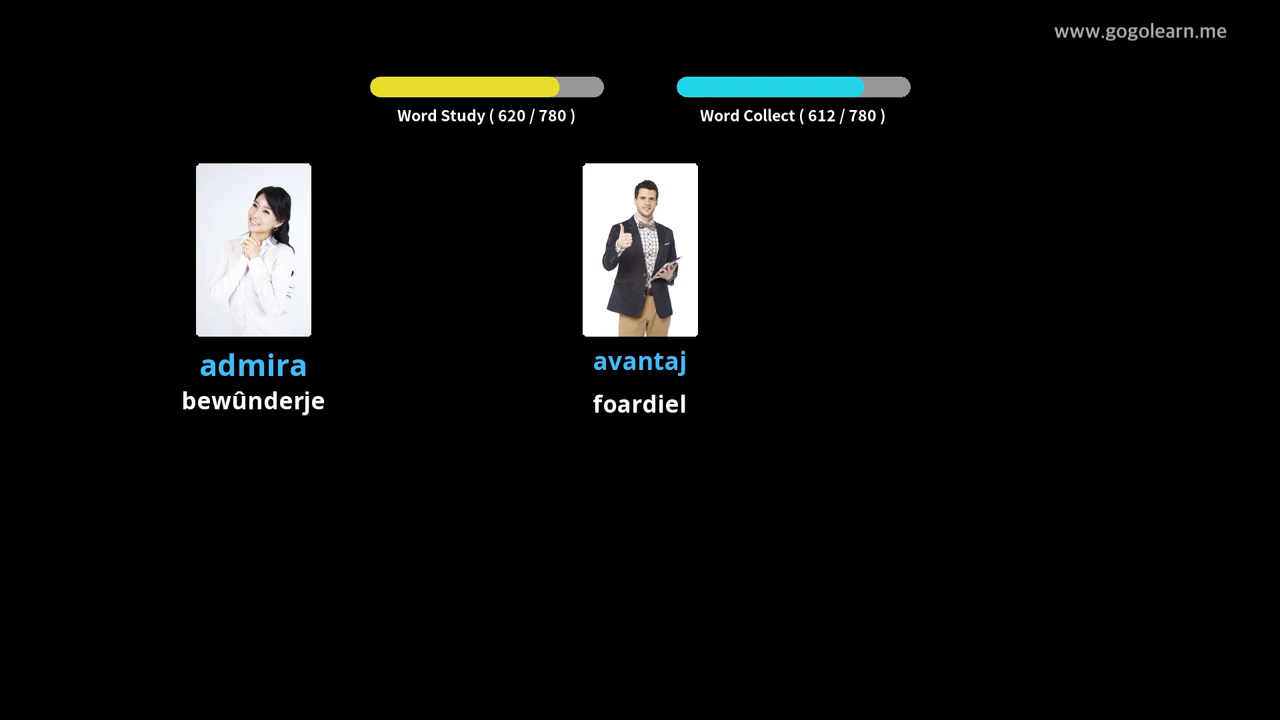 www.gogolearn.me
Word Study ( 620 / 780 )
Word Collect ( 612 / 780 )
admira
bewûnderje
avantaj
foardiel